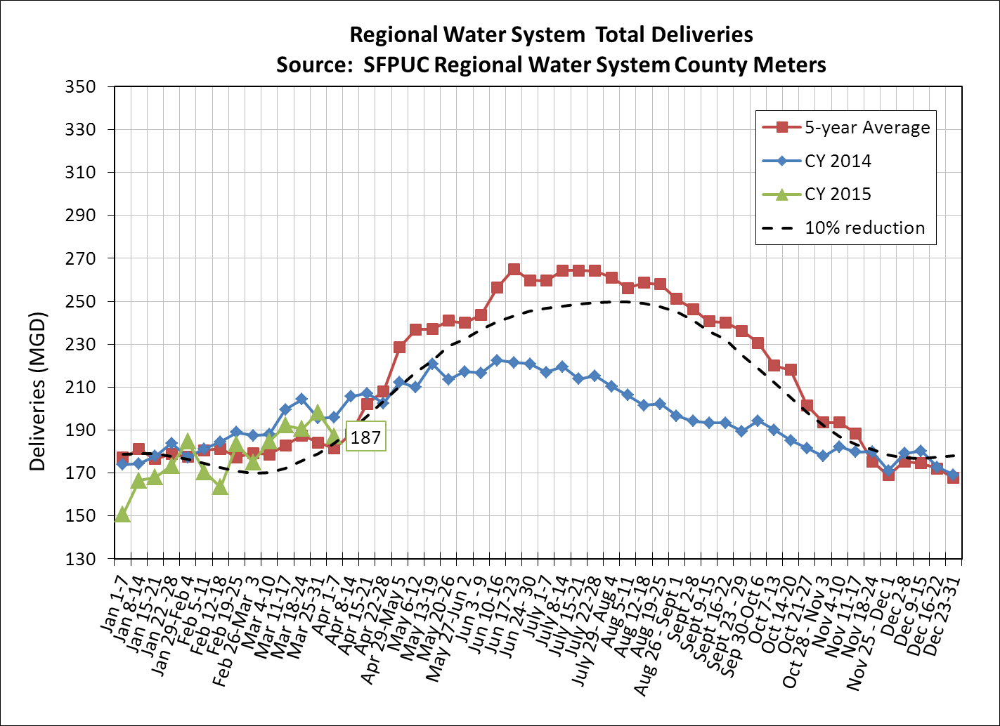 Regional Water System  Total Deliveries
Source:  SFPUC Regional Water System County Meters
350
330
310
290
270
250
230
210
190
170
150
130
Deliveries (MGD)
5-year Average
CY 2014
CY 2015
10% reduction
187
Jan 1-7
Jan 8-14
Jan 15-21
Jan 22 -28
Jan 29-Feb 4
Feb 5-11
Feb 12-18
Feb 19-25
Feb 26-Mar 3
Mar 4-10
Mar 11-17
Mar 18-24
Mar 25-31
Apr 1-7
Apr 8-14
Apr 15-21
Apr 22-28
Apr 29-May 5
May 6-12
May 13-19
May 20-26
May 27-Jun 2
Jun 3 - 9
Jun 10-16
Jun 17-23
Jun 24- 30
July 1-7
July 8-14
July 15-21
July 22-28
July 29- Aug 4
Aug 5-11
Aug 12-18
Aug 19-25
Aug 26 - Sept 1
Sept 2-8
Sept 9-15
Sept 16-22
Sept 23 - 29
Sep 30-Oct 6
Oct 7-13
Oct 14-20
Oct 21-27
Oct 28 - Nov 3
Nov 4-10
Nov 11-17
Nov 18-24
Nov 25 - Dec 1
Dec 2-8
Dec 9-15
Dec 16-22
Dec 23-31